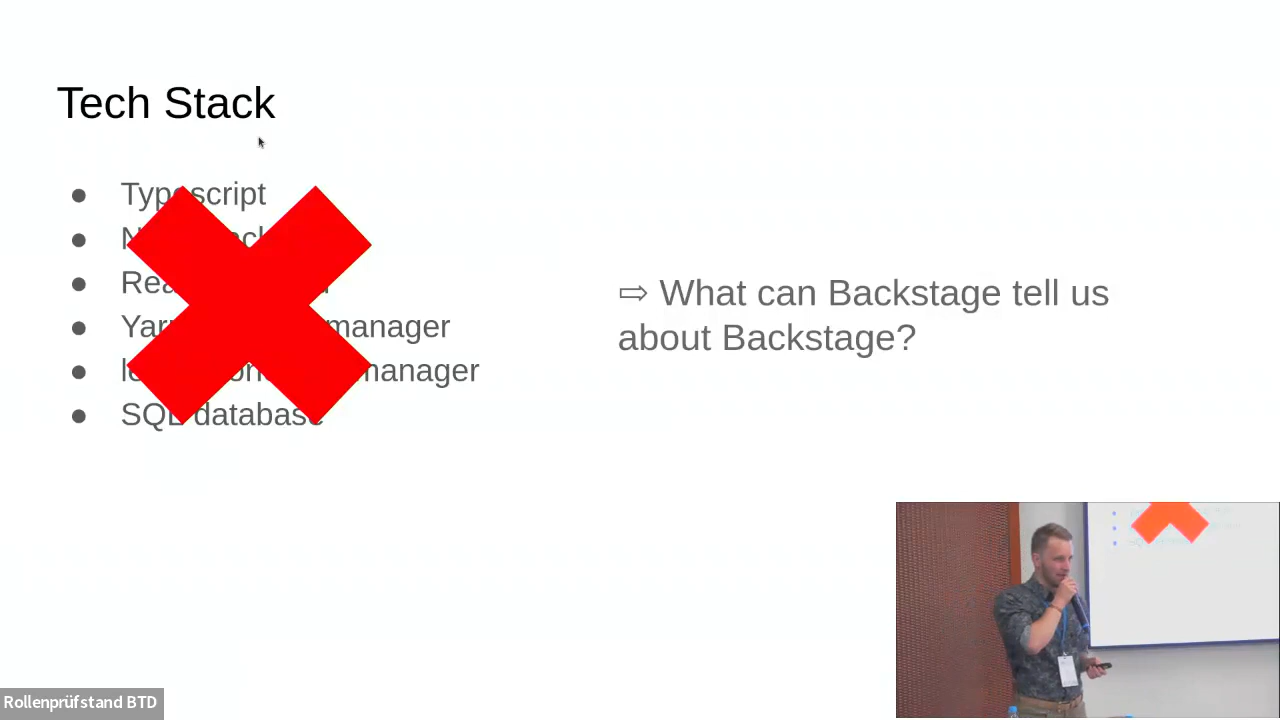 Tech Stack
● Typescript
●
●
● manager
● manager
● SQL database
⇨ What can Backstage tell us
about Backstage?
Rollenprüfstand BTD